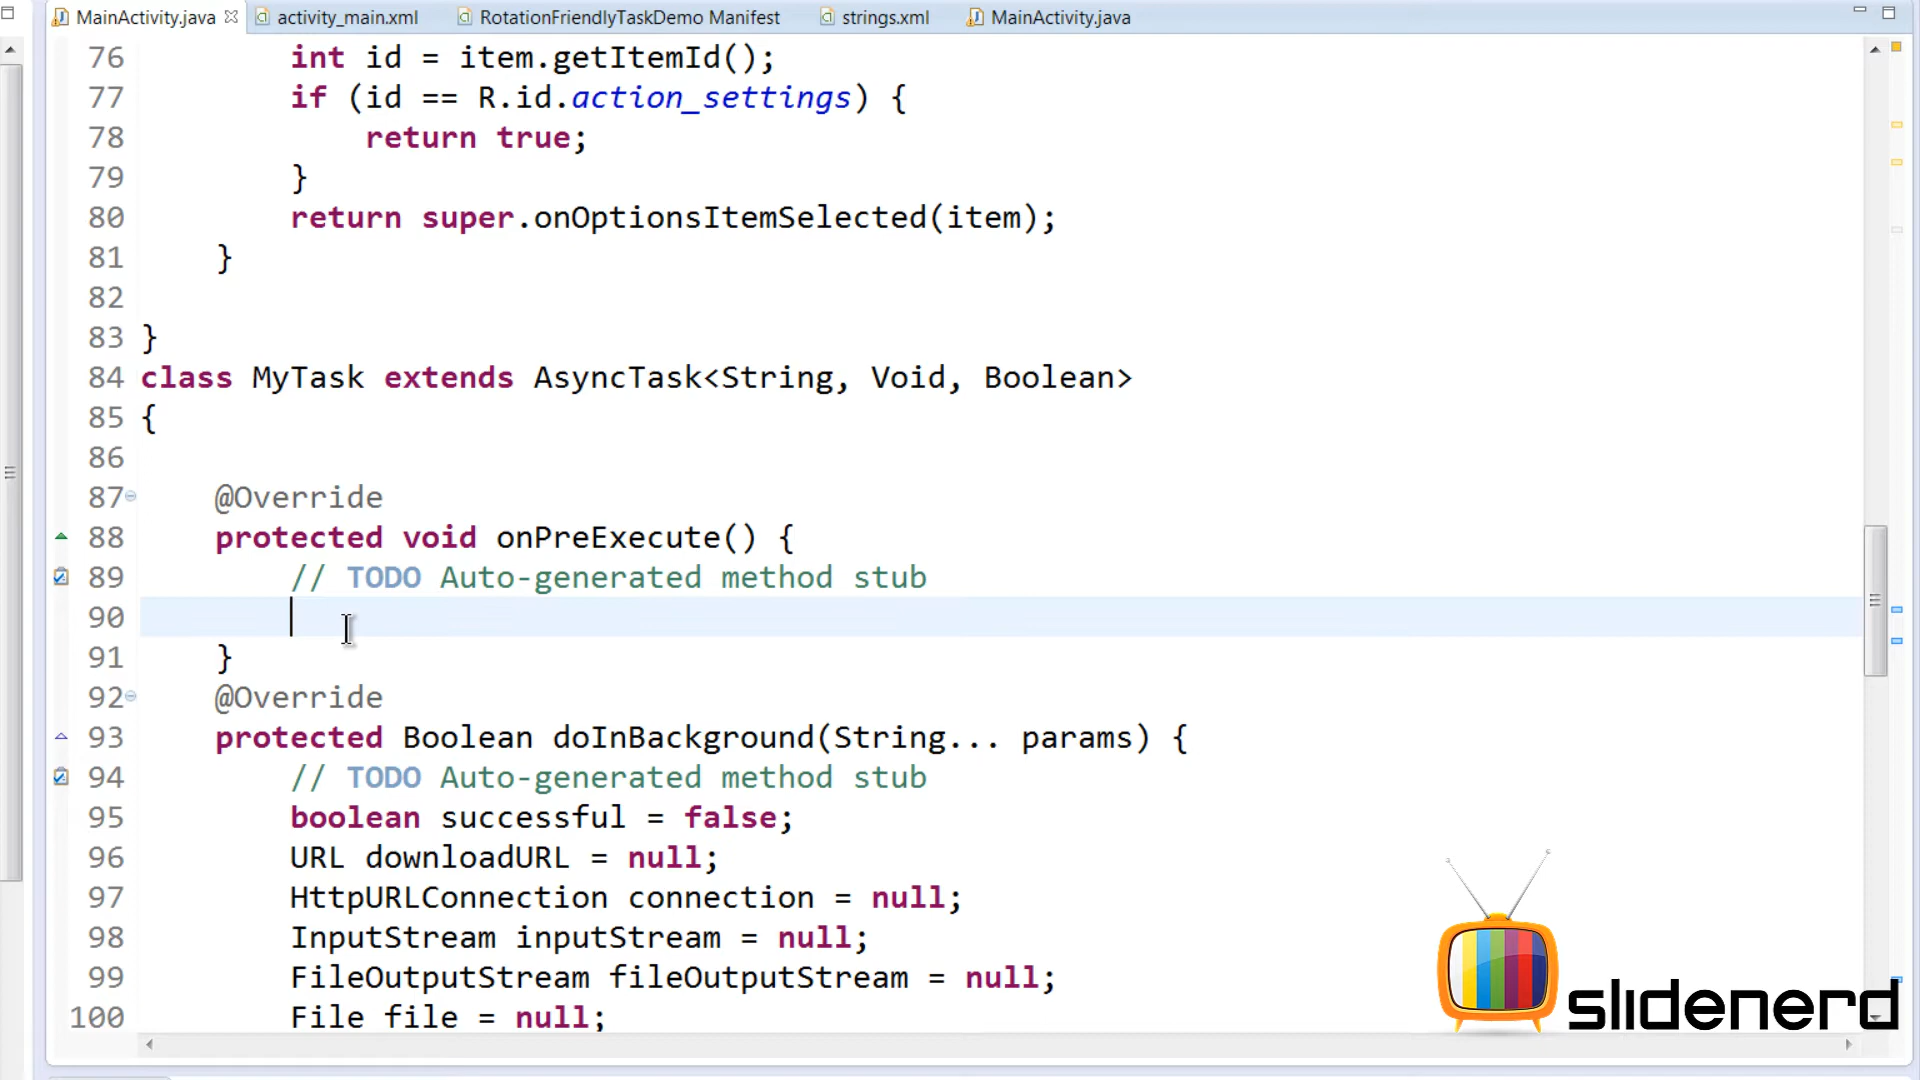 MainActivity.java activity_main.xml RotationFriendlyTaskDemo Manifest strings.xml MainActivity.java
76 int id = item.getItemId();
77 if (id == R.id.action_settings) {
78 return true;
79 }
80 return super.onOptionsItemSelected(item);
81 }
82
83 }
84 class MyTask extends AsyncTask<String, Void, Boolean>
85 {
86
87 @Override
88 protected void onPreExecute() {
89 // TODO Auto-generated method stub
90
91 }
92 @Override
93 protected Boolean doInBackground(String... params) {
94 // TODO Auto-generated method stub
95 boolean successful = false;
96 URL downloadURL = null;
97 HttpURLConnection connection = null;
98 InputStream inputStream = null;
99 FileOutputStream fileOutputStream = null;
100 File file = null;
slidenerd